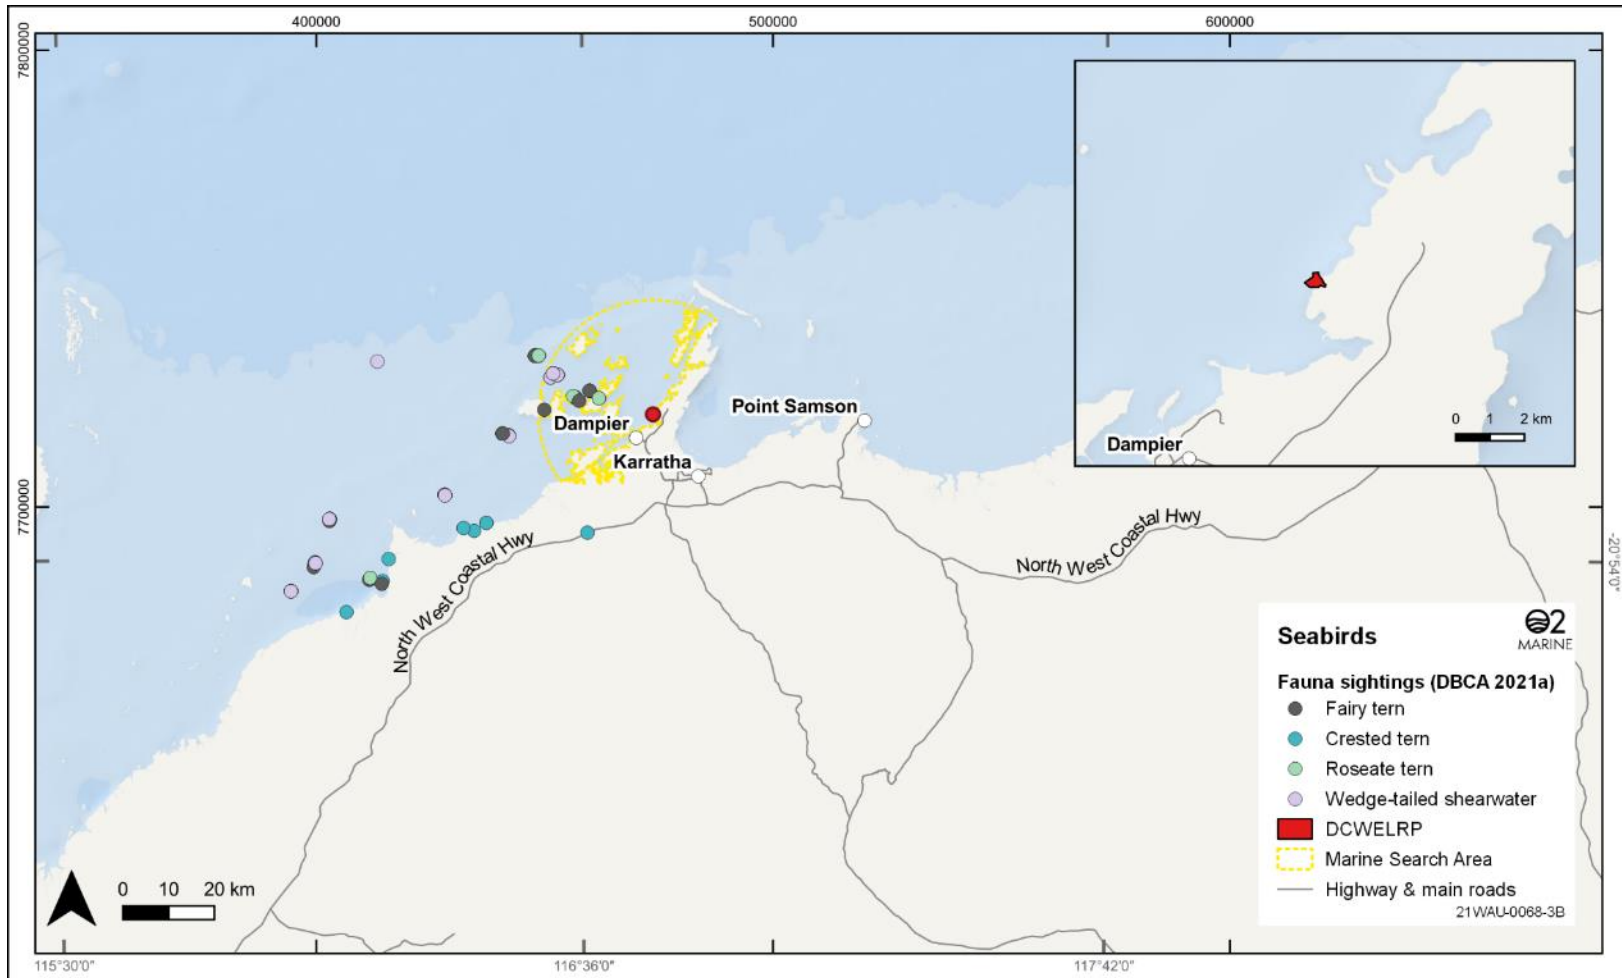 400000
500000
600000
7800000
7700000
Point Samson
Dampier
Karratha
North West Coastal Hwy
North West Coastal Hwy
-20°54'0"
0 1 2 km
Dampier
Seabirds
O2
MARINE
Fauna sightings (DBCA 2021a)
Fairy tern
Crested tern
Roseate tern
Wedge-tailed shearwater
DCWELRP
Marine Search Area
Highway & main roads
21WAU-0068-3B
0 10 20 km
115°30'0"
116°36'0"
117°42'0"